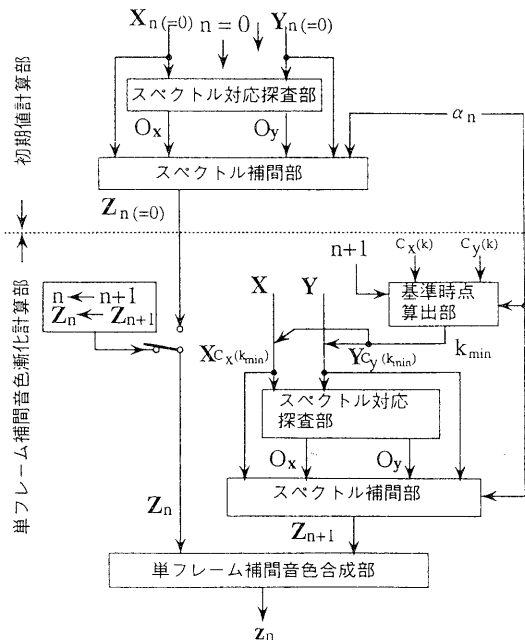 X n (=0) n = 0 Y n (=0)
スペクトル対応探査部
Ox Oy
αn
スペクトル補間部
Z n (=0)
初期値計算部
単フレーム補間音色漸化計算部
n+1 Cx(k) Cy(k)
n ← n+1
Zn ← Zn+1
X Y
基準時点
算出部
kmin
XCx(kmin) YCy(kmin)
スペクトル対応
探査部
Ox Oy
スペクトル補間部
Zn
Zn+1
単フレーム補間音色合成部
zn